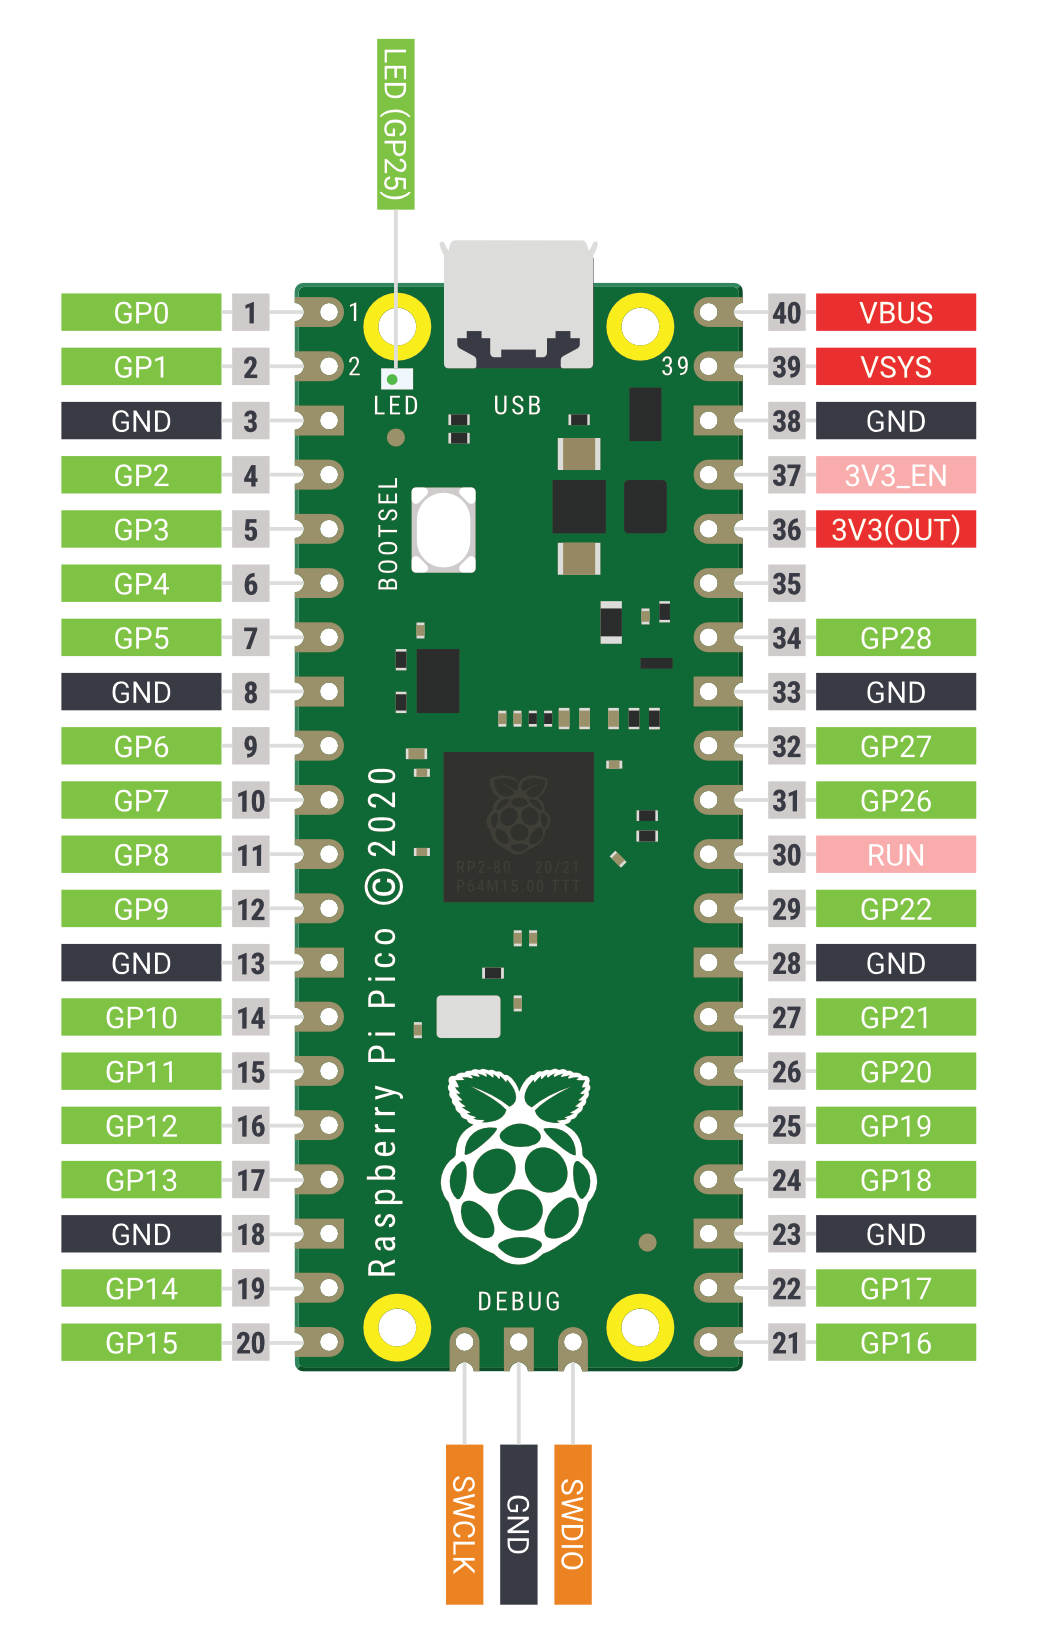 LED (GP25)
GP0 1 1 40 VBUS
GP1 2 2 39 39 VSYS
GND 3 LED USB 38 GND
GP2 4 37 3V3_EN
GP3 5 BOOTSEL 36 3V3(OUT)
GP4 6 35
GP5 7 34 GP28
GND 8 33 GND
GP6 9 32 GP27
GP7 10 31 GP26
GP8 11 30 RUN
RP2-80 20/21
P64M15.00 TTT
GP9 12 29 GP22
GND 13 28 GND
GP10 14 27 GP21
GP11 15 26 GP20
GP12 16 25 GP19
GP13 17 24 GP18
GND 18 23 GND
GP14 19 22 GP17
GP15 20 21 GP16
Raspberry Pi Pico © 2020
DEBUG
SWCLK GND SWDIO